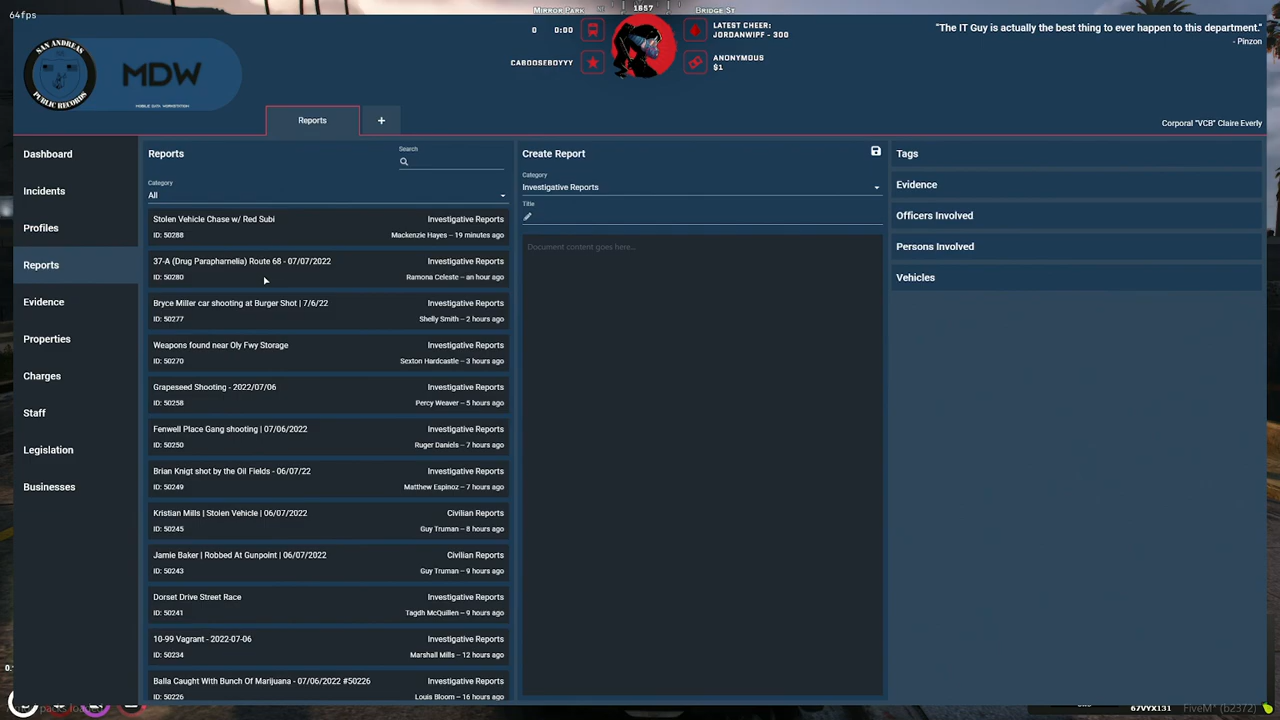 64fps
Mirror Park
1657
Bridge St
0 0:00
LATEST CHEER:
JORDANWIPF - 300
CABOOSEBOYYY
ANONYMOUS
$1
"The IT Guy is actually the best thing to ever happen to this department."
- Pinzon
SAN ANDREAS
PUBLIC RECORDS
MDW
MOBILE DATA WORKSTATION
Reports
+
Corporal "VCB" Claire Everly
Dashboard
Incidents
Profiles
Reports
Evidence
Properties
Charges
Staff
Legislation
Businesses
Reports
Search
Category
All
Stolen Vehicle Chase w/ Red Subi Investigative Reports
ID: 50288 Mackenzie Hayes – 19 minutes ago
37-A (Drug Parapharnelia) Route 68 - 07/07/2022 Investigative Reports
ID: 50280 Ramona Celeste – an hour ago
Bryce Miller car shooting at Burger Shot | 7/6/22 Investigative Reports
ID: 50277 Shelly Smith – 2 hours ago
Weapons found near Oly Fwy Storage Investigative Reports
ID: 50270 Sexton Hardcastle – 3 hours ago
Grapeseed Shooting - 2022/07/06 Investigative Reports
ID: 50258 Percy Weaver – 5 hours ago
Fenwell Place Gang shooting | 07/06/2022 Investigative Reports
ID: 50250 Ruger Daniels – 7 hours ago
Brian Knigt shot by the Oil Fields - 06/07/22 Investigative Reports
ID: 50249 Matthew Espinoz – 7 hours ago
Kristian Mills | Stolen Vehicle | 06/07/2022 Civilian Reports
ID: 50245 Guy Truman – 8 hours ago
Jamie Baker | Robbed At Gunpoint | 06/07/2022 Civilian Reports
ID: 50243 Guy Truman – 9 hours ago
Dorset Drive Street Race Investigative Reports
ID: 50241 Tagdh McQuillen – 9 hours ago
10-99 Vagrant - 2022-07-06 Investigative Reports
ID: 50234 Marshall Mills – 12 hours ago
Balla Caught With Bunch Of Marijuana - 07/06/2022 #50226 Investigative Reports
ID: 50226 Louis Bloom – 16 hours ago
Create Report
Category
Investigative Reports
Title
Document content goes here...
Tags
Evidence
Officers Involved
Persons Involved
Vehicles
67VYX131
FiveM* (b2372)